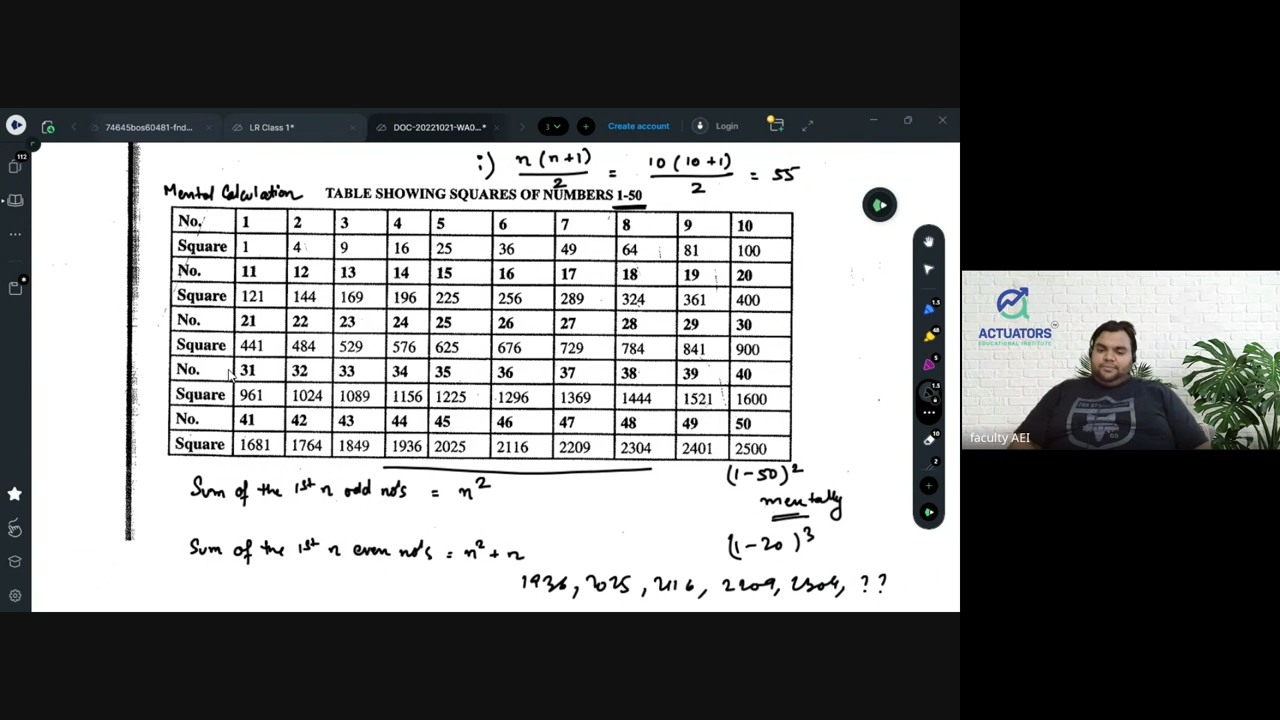 74645bos60481-fnd...
LR Class 1*
DOC-20221021-WA0...*
3
Create account
Login
112
:) n(n+1)/2 = 10(10+1)/2 = 55
Mental Calculation TABLE SHOWING SQUARES OF NUMBERS 1-50
No. 1 2 3 4 5 6 7 8 9 10
Square 1 4 9 16 25 36 49 64 81 100
No. 11 12 13 14 15 16 17 18 19 20
Square 121 144 169 196 225 256 289 324 361 400
No. 21 22 23 24 25 26 27 28 29 30
Square 441 484 529 576 625 676 729 784 841 900
No. 31 32 33 34 35 36 37 38 39 40
Square 961 1024 1089 1156 1225 1296 1369 1444 1521 1600
No. 41 42 43 44 45 46 47 48 49 50
Square 1681 1764 1849 1936 2025 2116 2209 2304 2401 2500
Sum of the 1st n odd no's = n²
(1-50)²
mentally
(1-20)³
Sum of the 1st n even no's = n² + n
1936, 2025, 2116, 2209, 2304, ??
ACTUATORS
EDUCATIONAL INSTITUTE
faculty AEI